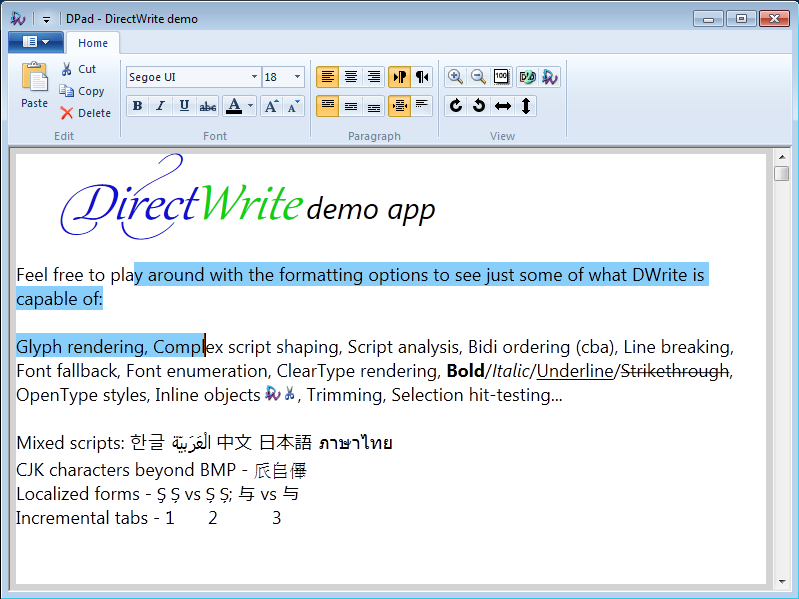 DPad - DirectWrite demo
Home
Paste
Cut
Copy
Delete
Edit
Segoe UI 18
B I U abc A A A
Font
Paragraph
100
View
DirectWrite demo app
Feel free to play around with the formatting options to see just some of what DWrite is
capable of:
Glyph rendering, Complex script shaping, Script analysis, Bidi ordering (cba), Line breaking,
Font fallback, Font enumeration, ClearType rendering, Bold/Italic/Underline/Strikethrough,
OpenType styles, Inline objects , Trimming, Selection hit-testing...
Mixed scripts: 한글 الْعَرَبيّة 中文 日本語 ภาษาไทย
CJK characters beyond BMP -
Localized forms - Ş Ș vs Ş Ș; 与 vs 与
Incremental tabs - 1 2 3